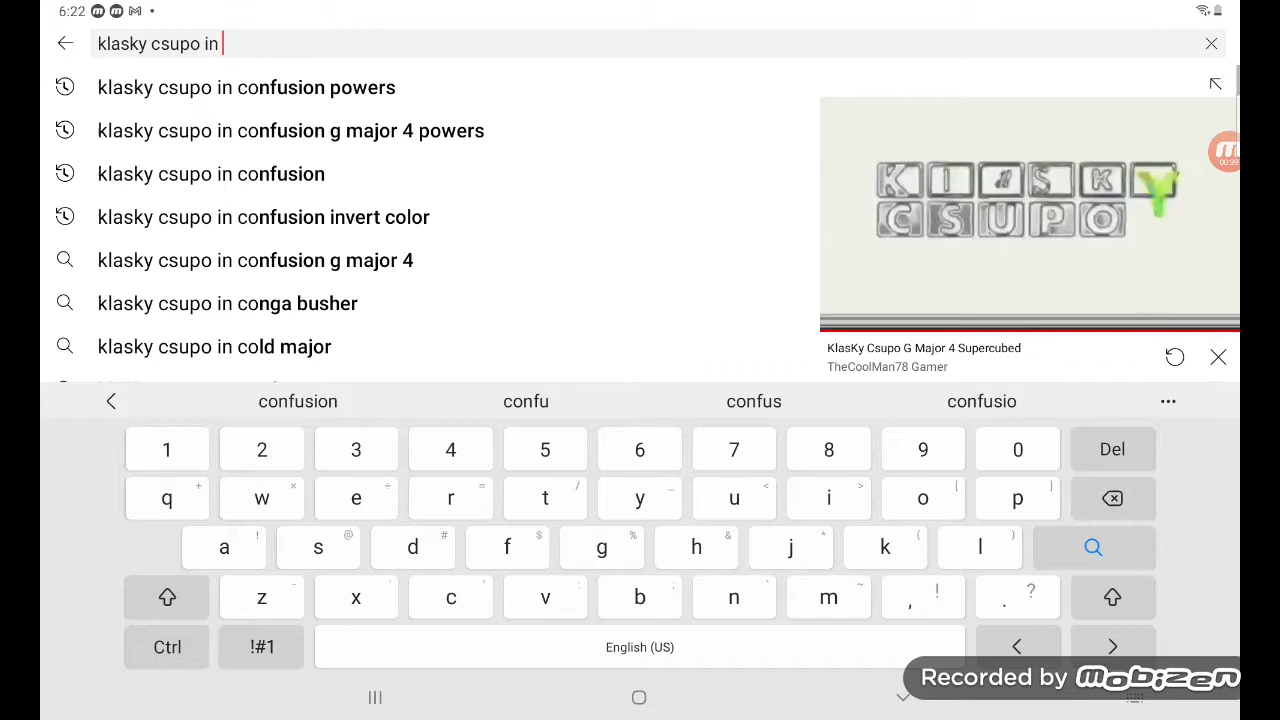 6:22
klasky csupo in
klasky csupo in confusion powers
klasky csupo in confusion g major 4 powers
klasky csupo in confusion
klasky csupo in confusion invert color
klasky csupo in confusion g major 4
klasky csupo in conga busher
klasky csupo in cold major
KLASKY
CSUPO
00:39
KlasKy Csupo G Major 4 Supercubed
TheCoolMan78 Gamer
confusion confu confus confusio
1 2 3 4 5 6 7 8 9 0 Del
q + w × e ÷ r = t / y _ u < i > o [ p ]
a ! s @ d # f $ g % h & j * k ( l )
z - x ' c " v : b ; n ` m ~ , ! . ?
Ctrl !#1 English (US) < >
Recorded by mobizen